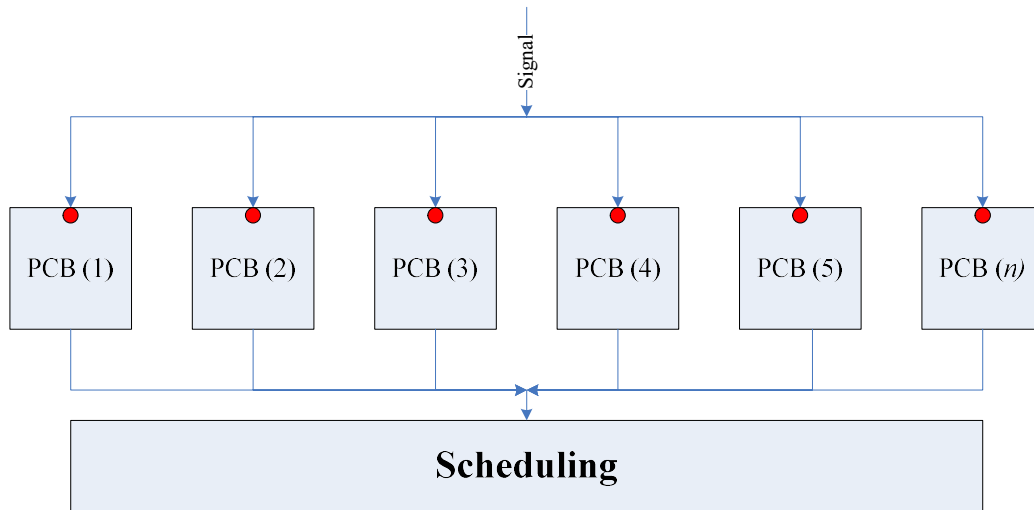 Signal
PCB (1)
PCB (2)
PCB (3)
PCB (4)
PCB (5)
PCB (n)
Scheduling